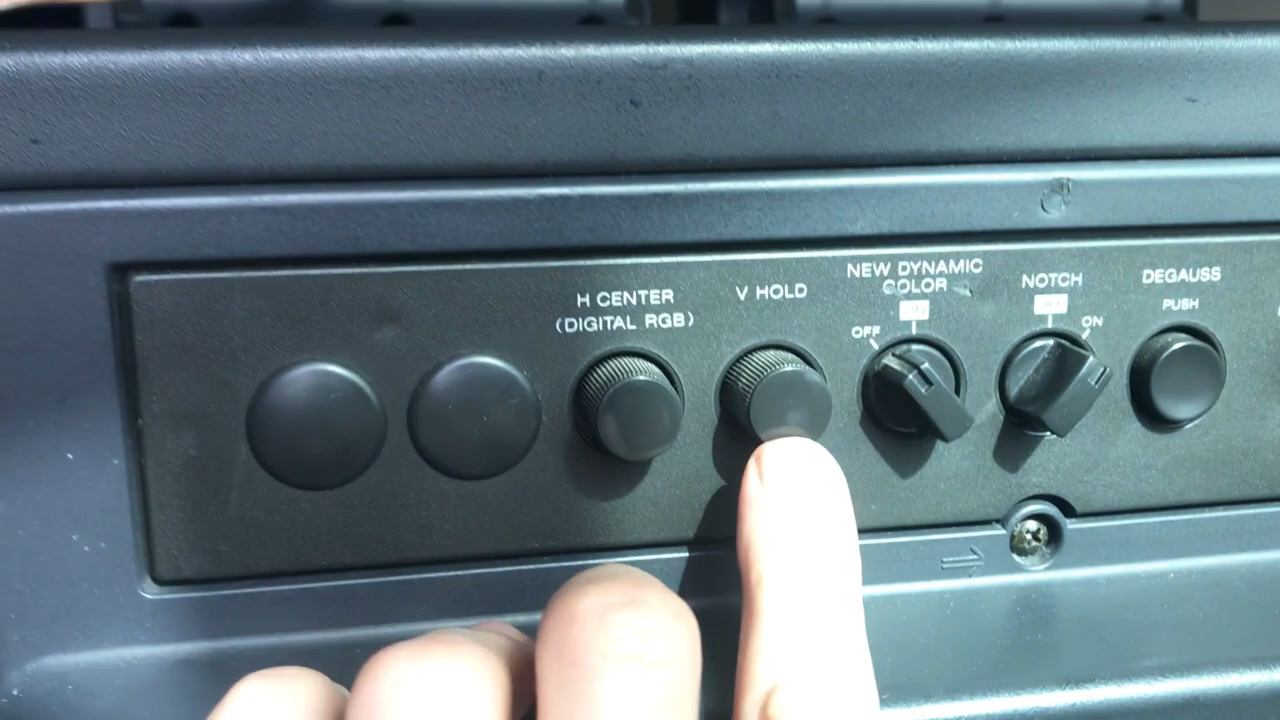 H CENTER
(DIGITAL RGB)
V HOLD
NEW DYNAMIC
COLOR
OFF
NOTCH
ON
DEGAUSS
PUSH